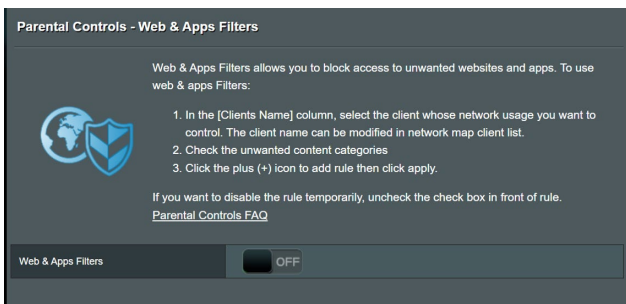 Parental Controls - Web & Apps Filters
Web & Apps Filters allows you to block access to unwanted websites and apps. To use
web & apps Filters:
1. In the [Clients Name] column, select the client whose network usage you want to
control. The client name can be modified in network map client list.
2. Check the unwanted content categories
3. Click the plus (+) icon to add rule then click apply.
If you want to disable the rule temporarily, uncheck the check box in front of rule.
Parental Controls FAQ
Web & Apps Filters
OFF